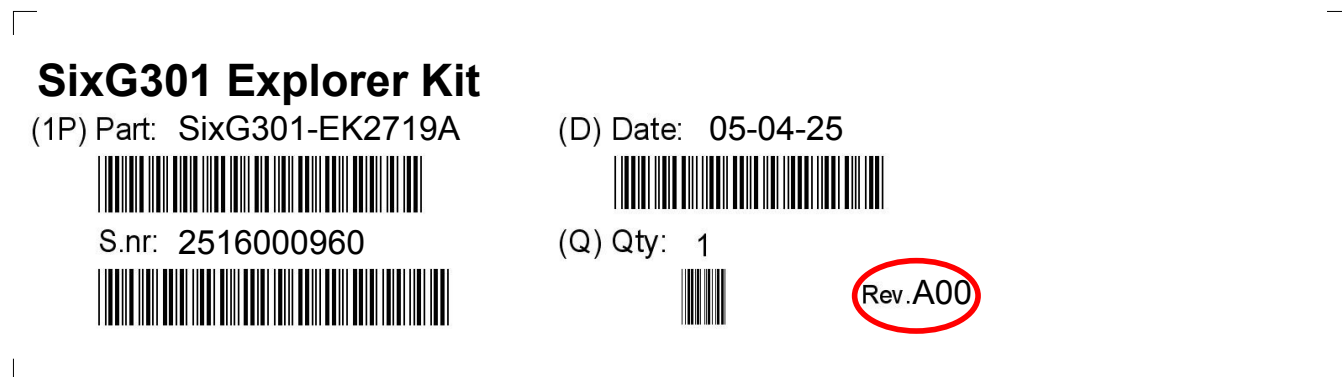 SixG301 Explorer Kit
(1P) Part: SixG301-EK2719A
(D) Date: 05-04-25
S.nr: 2516000960
(Q) Qty: 1
Rev.A00